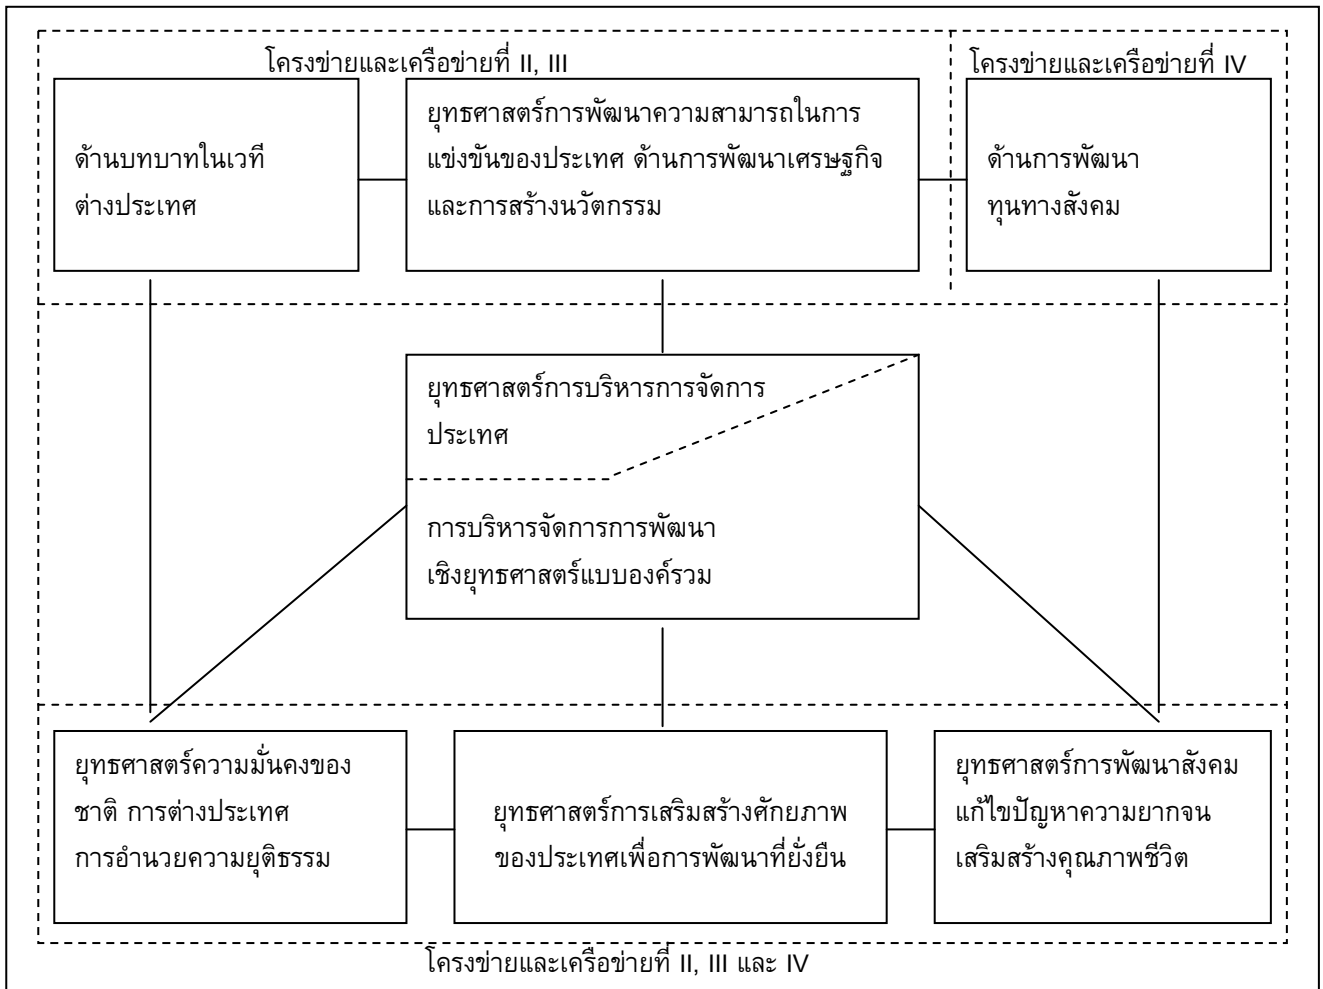 โครงข่ายและเครือข่ายที่ II, III
โครงข่ายและเครือข่ายที่ IV
ด้านบทบาทในเวที
ต่างประเทศ
ยุทธศาสตร์การพัฒนาความสามารถในการ
แข่งขันของประเทศ ด้านการพัฒนาเศรษฐกิจ
และการสร้างนวัตกรรม
ด้านการพัฒนา
ทุนทางสังคม
ยุทธศาสตร์การบริหารการจัดการ
ประเทศ
การบริหารจัดการการพัฒนา
เชิงยุทธศาสตร์แบบองค์รวม
ยุทธศาสตร์ความมั่นคงของ
ชาติ การต่างประเทศ
การอำนวยความยุติธรรม
ยุทธศาสตร์การเสริมสร้างศักยภาพ
ของประเทศเพื่อการพัฒนาที่ยั่งยืน
ยุทธศาสตร์การพัฒนาสังคม
แก้ไขปัญหาความยากจน
เสริมสร้างคุณภาพชีวิต
โครงข่ายและเครือข่ายที่ II, III และ IV